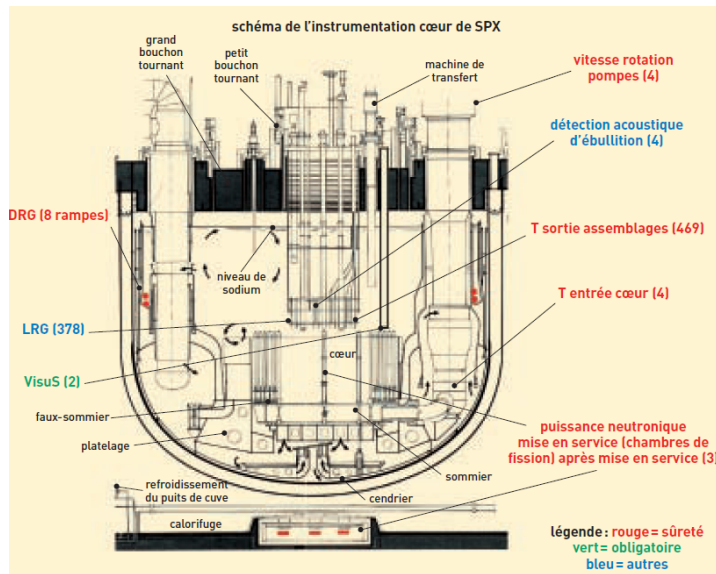 schéma de l’instrumentation cœur de SPX
grand
bouchon
tournant
petit
bouchon
tournant
machine de
transfert
vitesse rotation
pompes (4)
détection acoustique
d’ébullition (4)
DRG (8 rampes)
niveau de
sodium
T sortie assemblages (469)
T entrée cœur (4)
LRG (378)
cœur
VisuS (2)
faux-sommier
platelage
puissance neutronique
mise en service (chambres de
fission) après mise en service (3)
sommier
refroidissement
du puits de cuve
cendrier
calorifuge
légende : rouge = sûreté
vert = obligatoire
bleu = autres